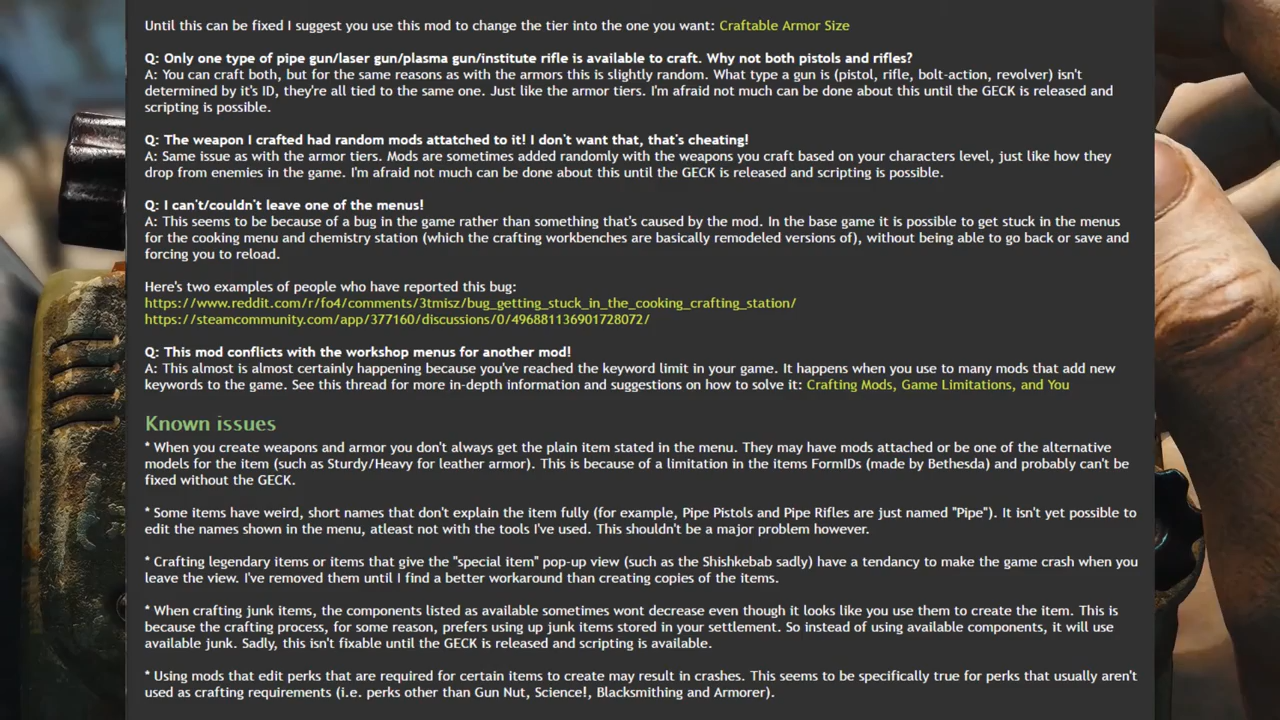 Until this can be fixed I suggest you use this mod to change the tier into the one you want: Craftable Armor Size
Q: Only one type of pipe gun/laser gun/plasma gun/institute rifle is available to craft. Why not both pistols and rifles?
A: You can craft both, but for the same reasons as with the armors this is slightly random. What type a gun is (pistol, rifle, bolt-action, revolver) isn't
determined by it's ID, they're all tied to the same one. Just like the armor tiers. I'm afraid not much can be done about this until the GECK is released and
scripting is possible.
Q: The weapon I crafted had random mods attatched to it! I don't want that, that's cheating!
A: Same issue as with the armor tiers. Mods are sometimes added randomly with the weapons you craft based on your characters level, just like how they
drop from enemies in the game. I'm afraid not much can be done about this until the GECK is released and scripting is possible.
Q: I can't/couldn't leave one of the menus!
A: This seems to be because of a bug in the game rather than something that's caused by the mod. In the base game it is possible to get stuck in the menus
for the cooking menu and chemistry station (which the crafting workbenches are basically remodeled versions of), without being able to go back or save and
forcing you to reload.
Here's two examples of people who have reported this bug:
https://www.reddit.com/r/fo4/comments/3tmisz/bug_getting_stuck_in_the_cooking_crafting_station/
https://steamcommunity.com/app/377160/discussions/0/496881136901728072/
Q: This mod conflicts with the workshop menus for another mod!
A: This almost is almost certainly happening because you've reached the keyword limit in your game. It happens when you use to many mods that add new
keywords to the game. See this thread for more in-depth information and suggestions on how to solve it: Crafting Mods, Game Limitations, and You
Known issues
* When you create weapons and armor you don't always get the plain item stated in the menu. They may have mods attached or be one of the alternative
models for the item (such as Sturdy/Heavy for leather armor). This is because of a limitation in the items FormIDs (made by Bethesda) and probably can't be
fixed without the GECK.
* Some items have weird, short names that don't explain the item fully (for example, Pipe Pistols and Pipe Rifles are just named "Pipe"). It isn't yet possible to
edit the names shown in the menu, atleast not with the tools I've used. This shouldn't be a major problem however.
* Crafting legendary items or items that give the "special item" pop-up view (such as the Shishkebab sadly) have a tendency to make the game crash when you
leave the view. I've removed them until I find a better workaround than creating copies of the items.
* When crafting junk items, the components listed as available sometimes wont decrease even though it looks like you use them to create the item. This is
because the crafting process, for some reason, prefers using up junk items stored in your settlement. So instead of using available components, it will use
available junk. Sadly, this isn't fixable until the GECK is released and scripting is available.
* Using mods that edit perks that are required for certain items to create may result in crashes. This seems to be specifically true for perks that usually aren't
used as crafting requirements (i.e. perks other than Gun Nut, Science!, Blacksmithing and Armorer).